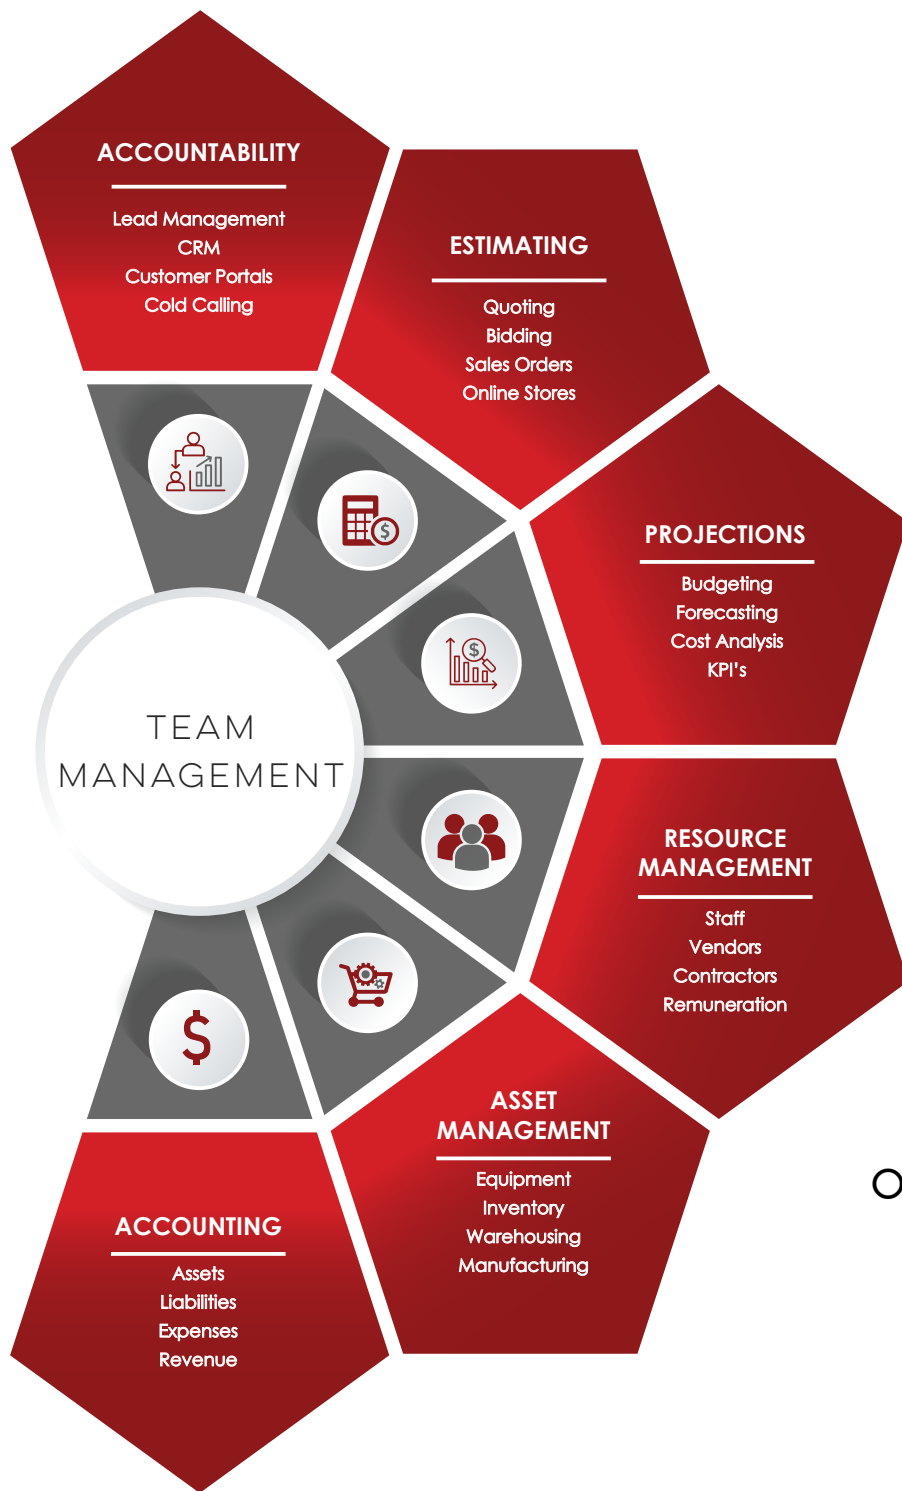 ACCOUNTABILITY
Lead Management
CRM
Customer Portals
Cold Calling
ESTIMATING
Quoting
Bidding
Sales Orders
Online Stores
PROJECTIONS
Budgeting
Forecasting
Cost Analysis
KPI's
TEAM
MANAGEMENT
RESOURCE
MANAGEMENT
Staff
Vendors
Contractors
Remuneration
ASSET
MANAGEMENT
Equipment
Inventory
Warehousing
Manufacturing
ACCOUNTING
Assets
Liabilities
Expenses
Revenue